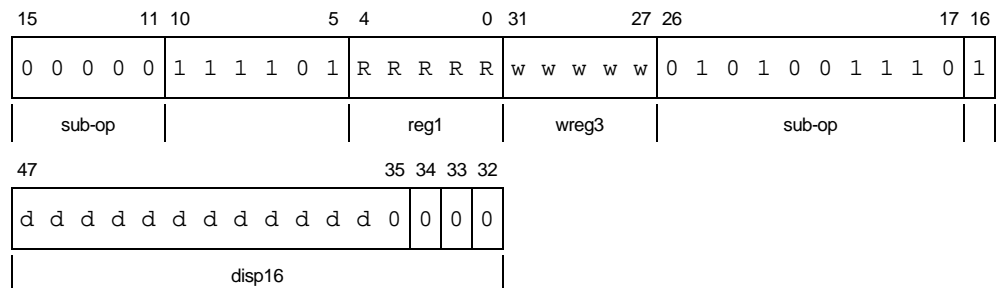 15 11 10 5 4 0 31 27 26 17 16
0 0 0 0 0 1 1 1 1 0 1 R R R R R w w w w w 0 1 0 1 0 0 1 1 1 0 1
sub-op reg1 wreg3 sub-op
47 35 34 33 32
d d d d d d d d d d d d 0 0 0 0
disp16